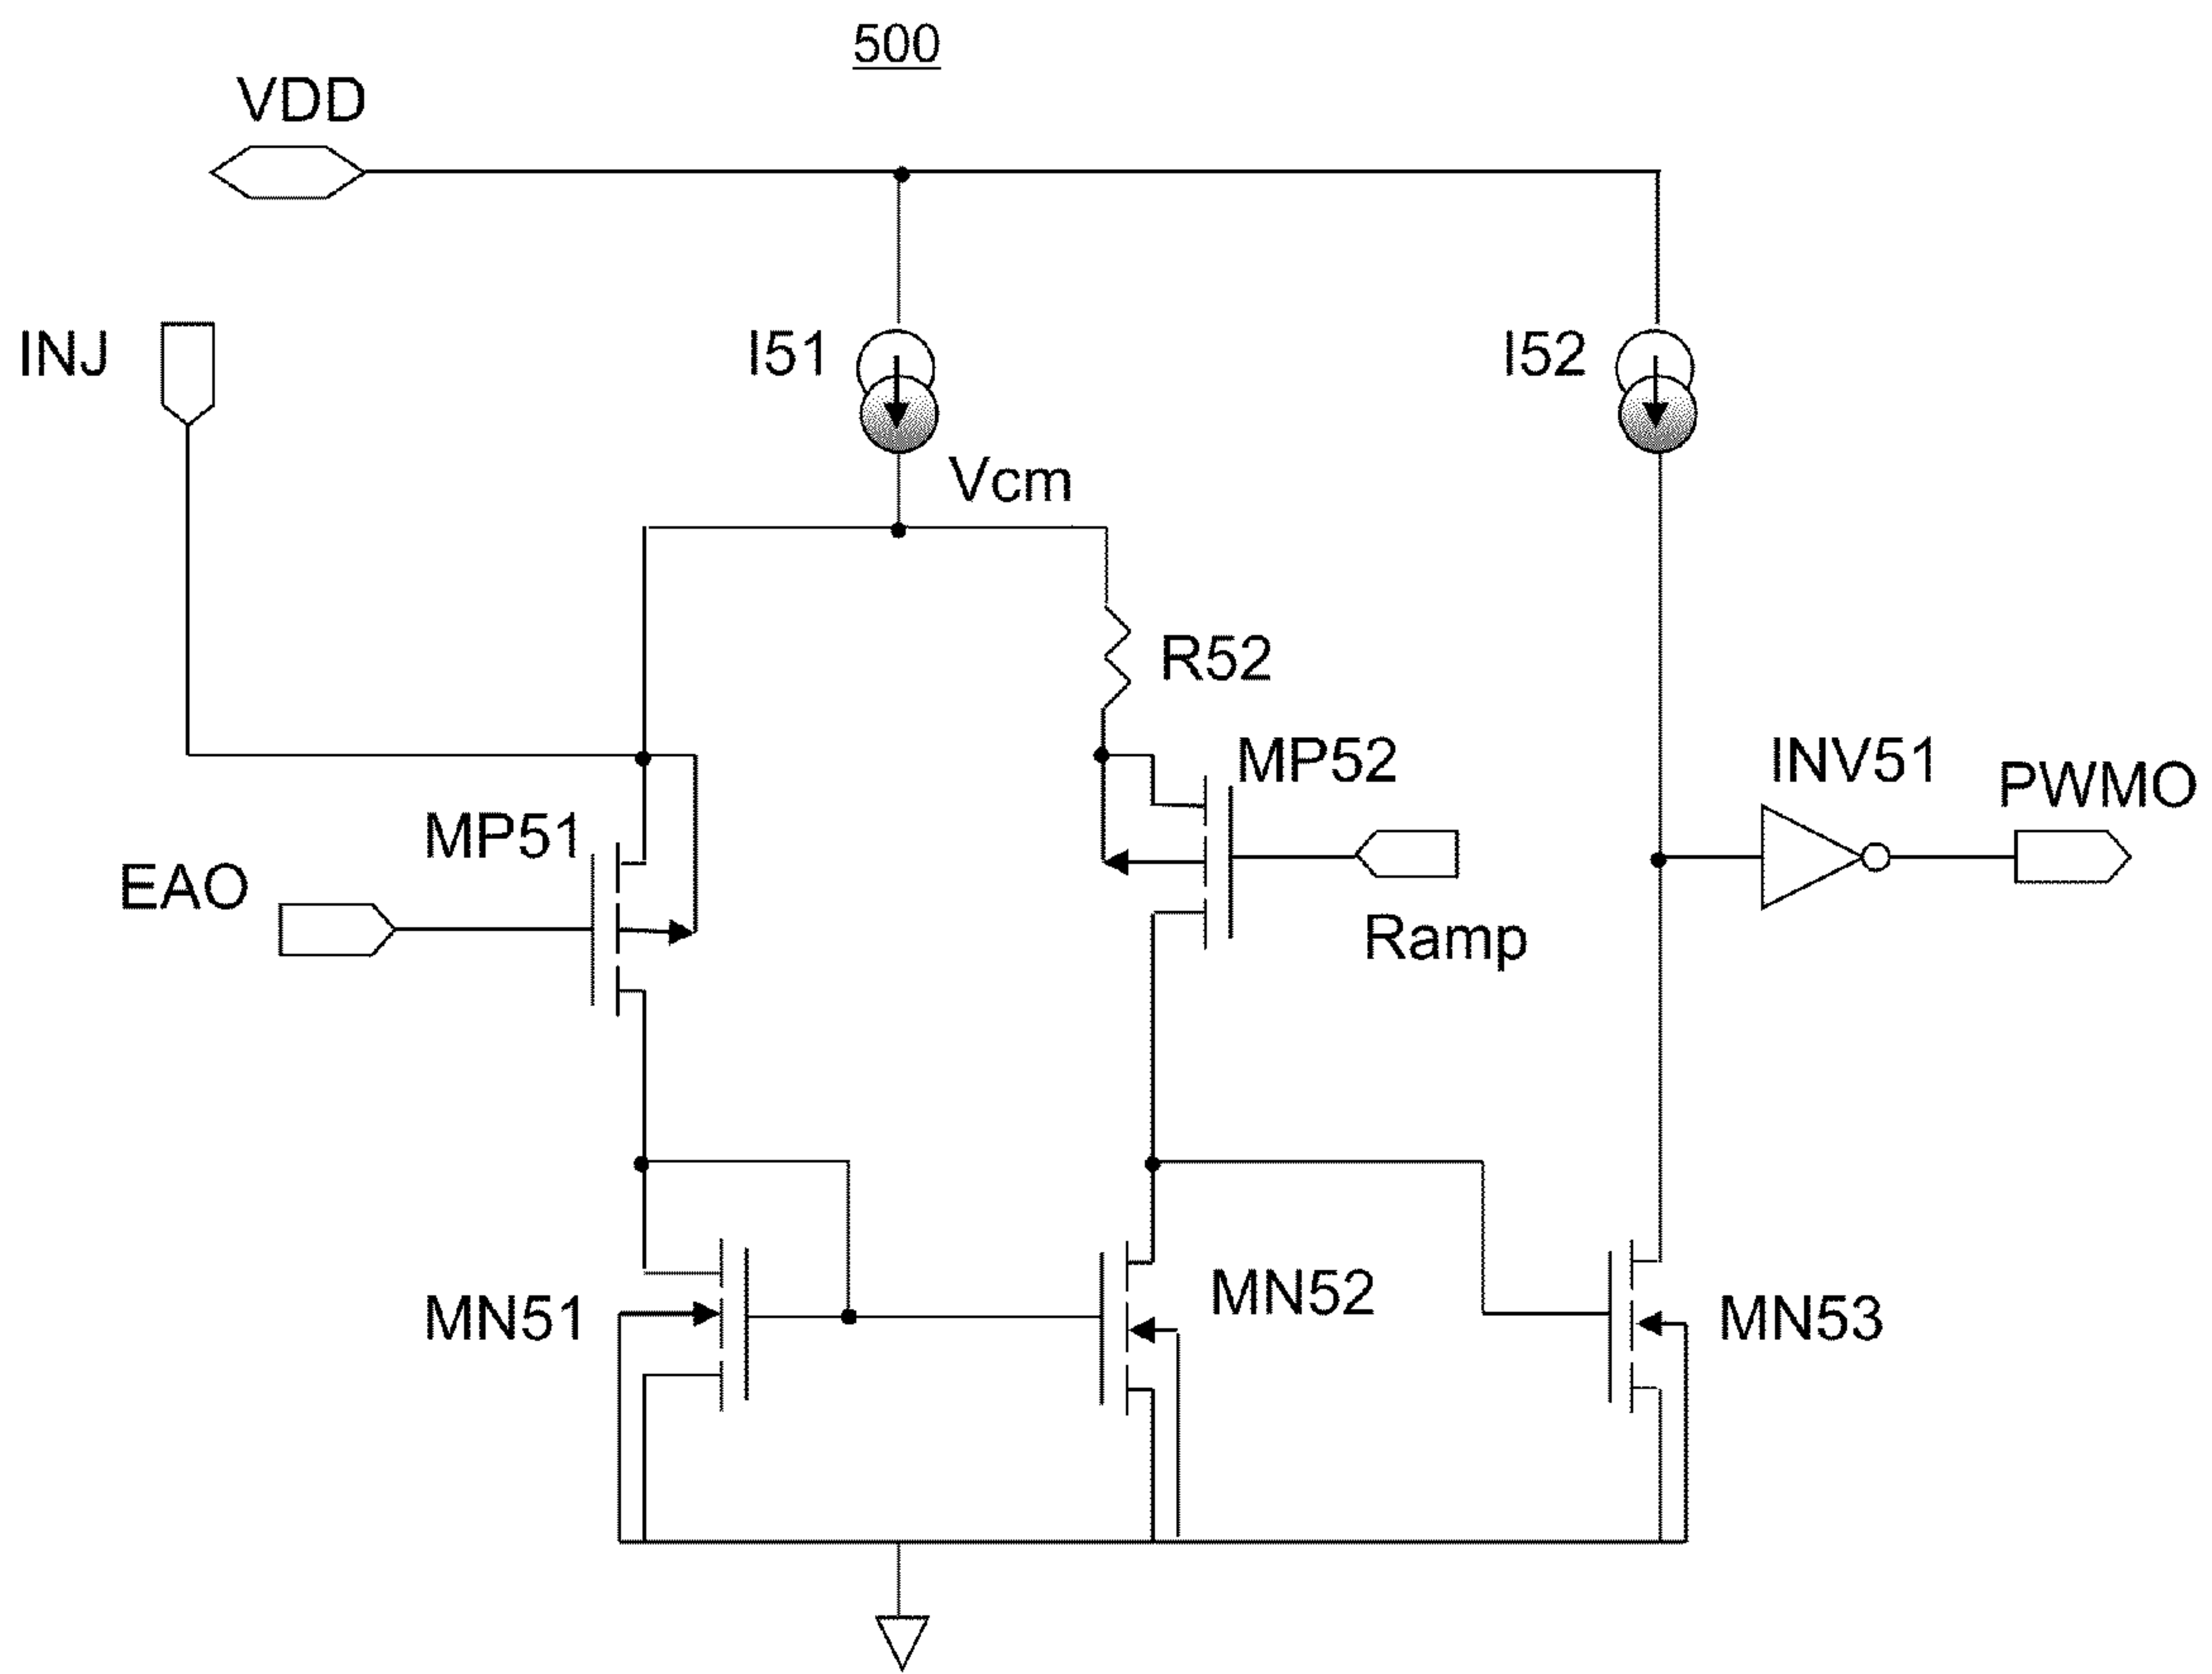 500
VDD
INJ
I51
I52
Vcm
R52
MP52
INV51
PWMO
MP51
EAO
Ramp
MN51
MN52
MN53